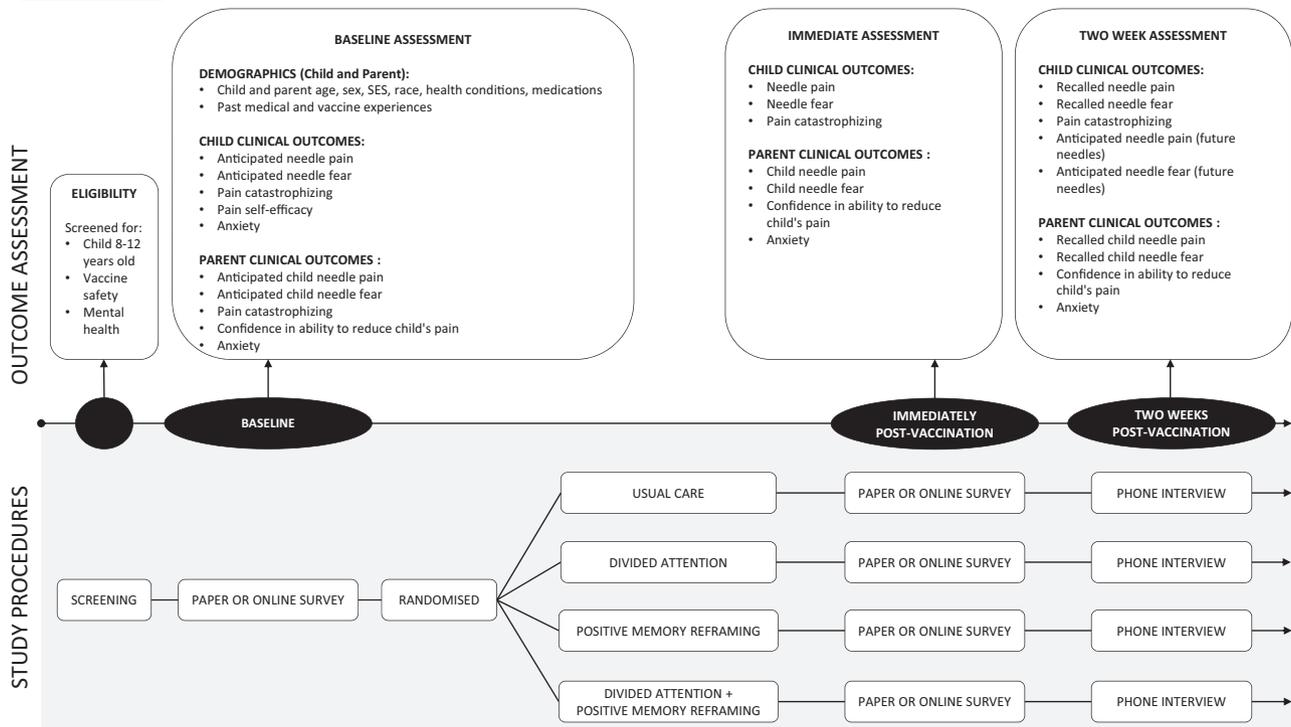 OUTCOME ASSESSMENT
ELIGIBILITY
Screened for:
• Child 8-12
years old
• Vaccine
safety
• Mental
health
BASELINE ASSESSMENT
DEMOGRAPHICS (Child and Parent):
• Child and parent age, sex, SES, race, health conditions, medications
• Past medical and vaccine experiences
CHILD CLINICAL OUTCOMES:
• Anticipated needle pain
• Anticipated needle fear
• Pain catastrophizing
• Pain self-efficacy
• Anxiety
PARENT CLINICAL OUTCOMES :
• Anticipated child needle pain
• Anticipated child needle fear
• Pain catastrophizing
• Confidence in ability to reduce child's pain
• Anxiety
IMMEDIATE ASSESSMENT
CHILD CLINICAL OUTCOMES:
• Needle pain
• Needle fear
• Pain catastrophizing
PARENT CLINICAL OUTCOMES :
• Child needle pain
• Child needle fear
• Confidence in ability to reduce
child's pain
• Anxiety
TWO WEEK ASSESSMENT
CHILD CLINICAL OUTCOMES:
• Recalled needle pain
• Recalled needle fear
• Pain catastrophizing
• Anticipated needle pain (future
needles)
• Anticipated needle fear (future
needles)
PARENT CLINICAL OUTCOMES :
• Recalled child needle pain
• Recalled child needle fear
• Confidence in ability to reduce
child's pain
• Anxiety
BASELINE
IMMEDIATELY
POST-VACCINATION
TWO WEEKS
POST-VACCINATION
STUDY PROCEDURES
SCREENING
PAPER OR ONLINE SURVEY
RANDOMISED
USUAL CARE
PAPER OR ONLINE SURVEY
PHONE INTERVIEW
DIVIDED ATTENTION
PAPER OR ONLINE SURVEY
PHONE INTERVIEW
POSITIVE MEMORY REFRAMING
PAPER OR ONLINE SURVEY
PHONE INTERVIEW
DIVIDED ATTENTION +
POSITIVE MEMORY REFRAMING
PAPER OR ONLINE SURVEY
PHONE INTERVIEW